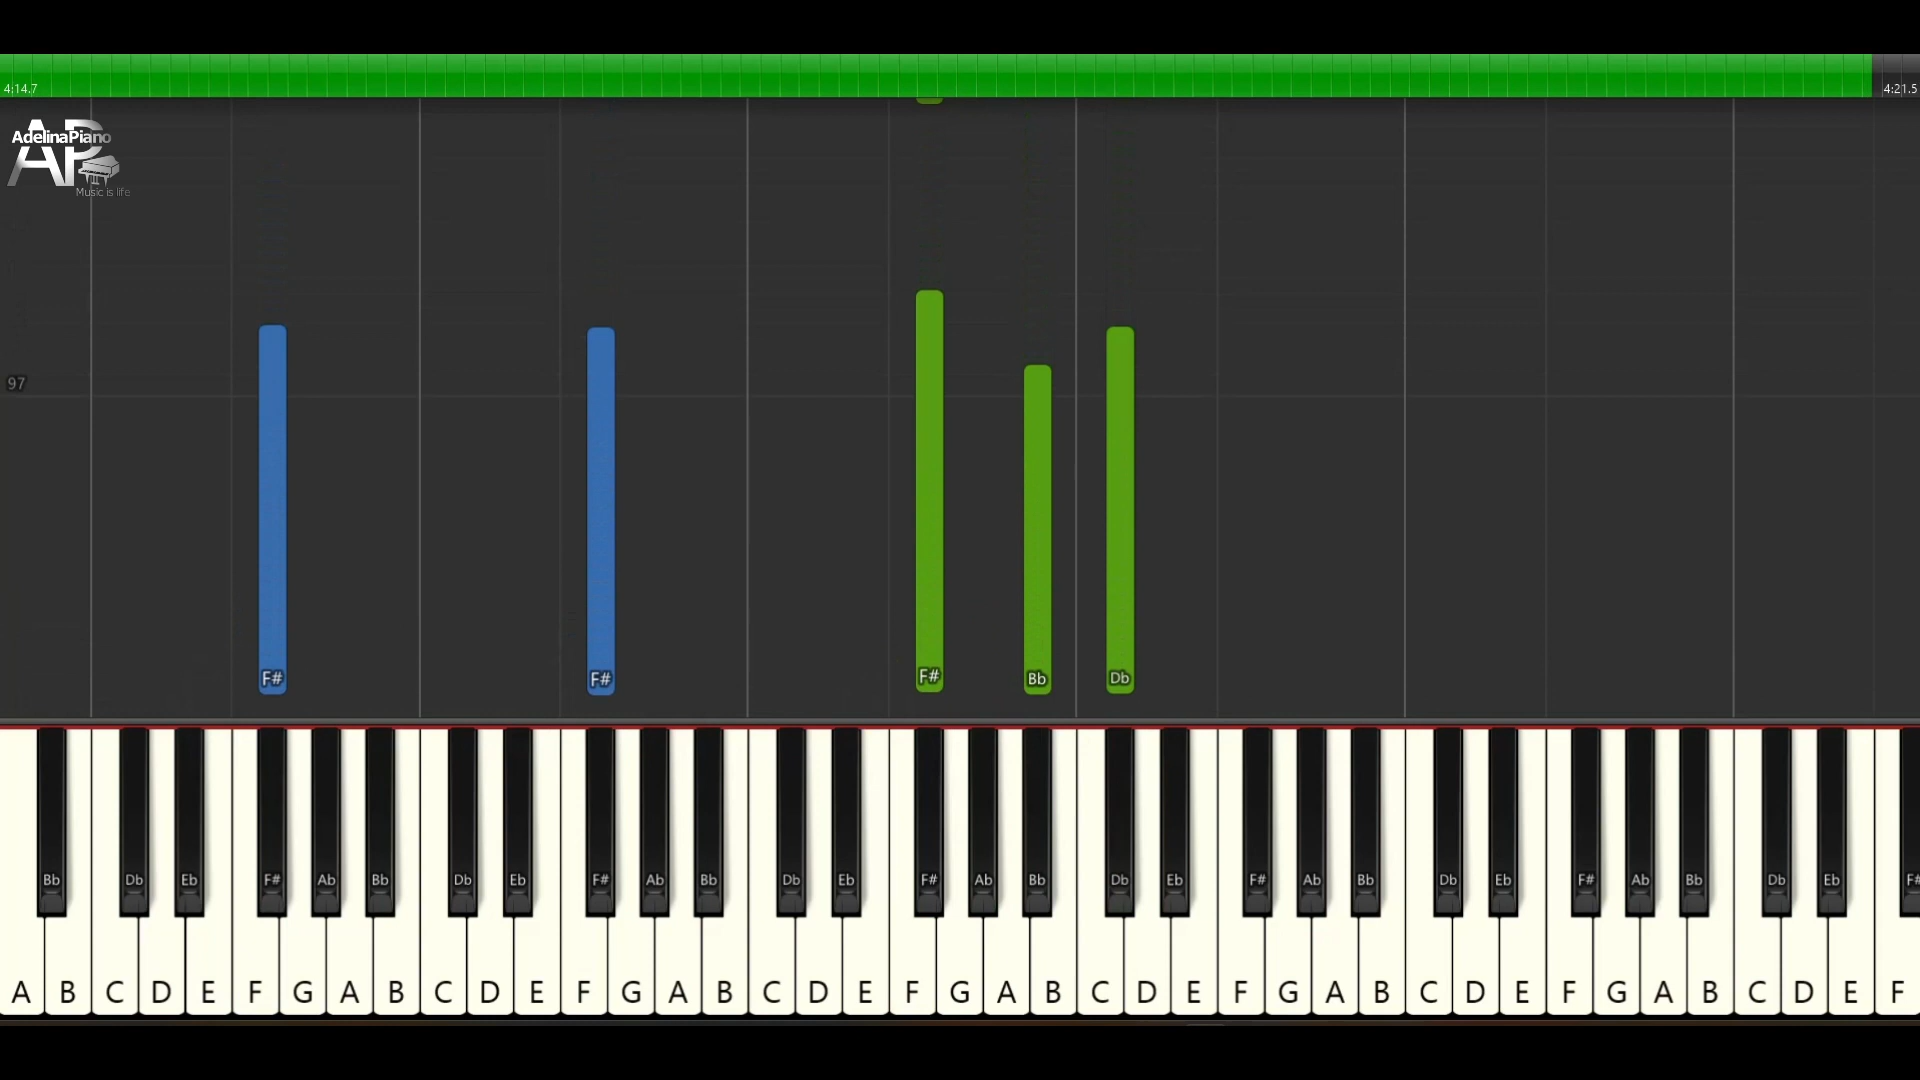 4:14.7
4:21.5
AP
AdelinaPiano
Music is life
97
F# F# F# Bb Db
Bb Db Eb F# Ab Bb Db Eb F# Ab Bb Db Eb F# Ab Bb Db Eb F# Ab Bb Db Eb F# Ab Bb Db Eb F#
A B C D E F G A B C D E F G A B C D E F G A B C D E F G A B C D E F G A B C D E F